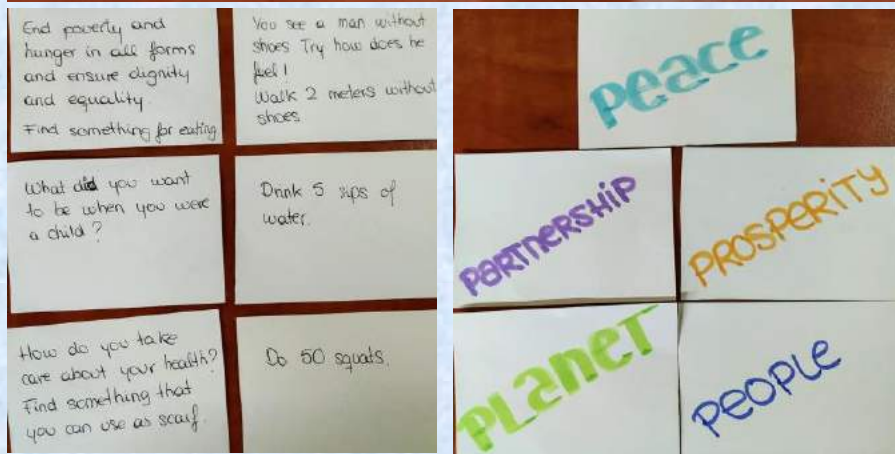 End poverty and
hunger in all forms
and ensure dignity
and equality.
Find something for eating
You see a man without
shoes Try how does he
feel!
Walk 2 meters without
shoes
What did you want
to be when you were
a child?
Drink 5 sips of
water.
How do you take
care about your health?
Find something that
you can use as scarf.
Do 50 squats.
Peace
PARTNERSHIP
PROSPERITY
PLANET
PEOPLE